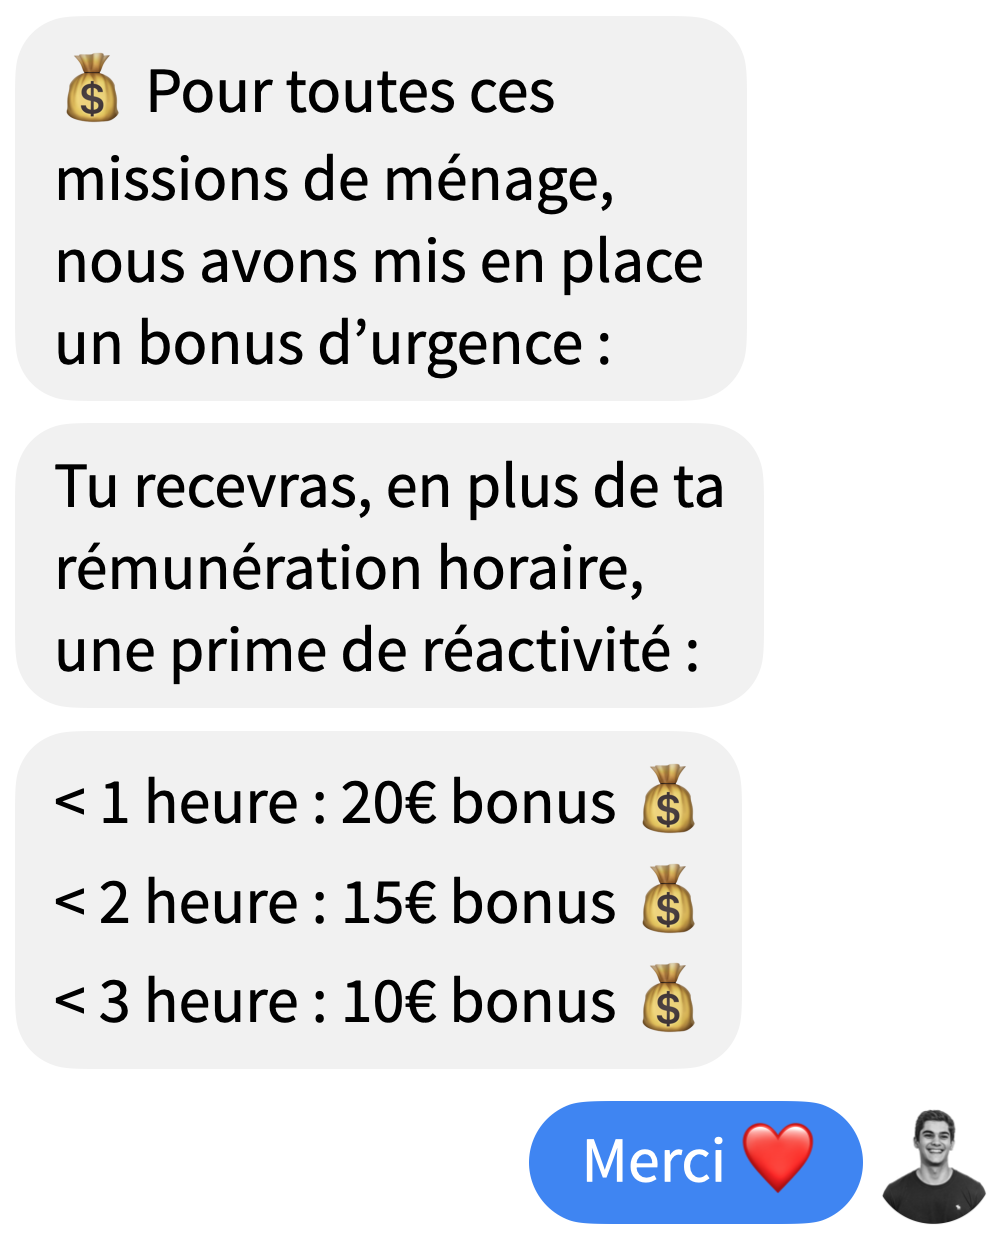 💰 Pour toutes ces
missions de ménage,
nous avons mis en place
un bonus d’urgence :
Tu recevras, en plus de ta
rémunération horaire,
une prime de réactivité :
< 1 heure : 20€ bonus 💰
< 2 heure : 15€ bonus 💰
< 3 heure : 10€ bonus 💰
Merci ❤️